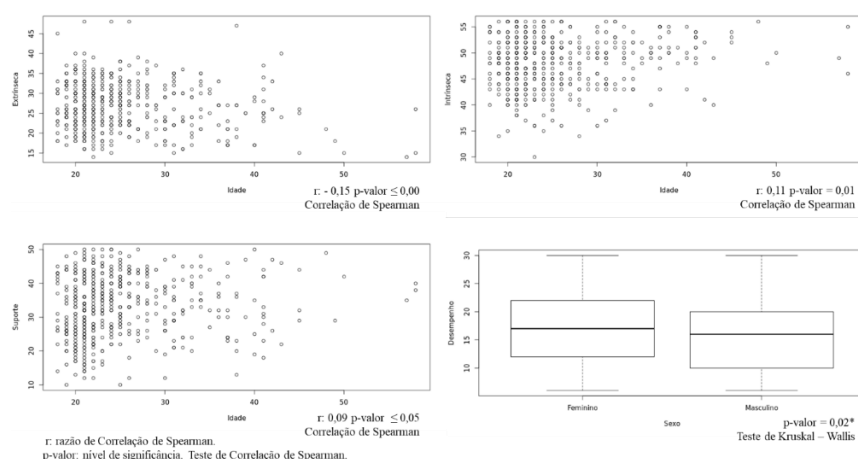 Extrínseca
45
40
35
30
25
20
15
20
30
40
50
Idade
r: - 0,15 p-valor ≤ 0,00
Correlação de Spearman
Intrínseca
55
50
45
40
35
30
20
30
40
50
Idade
r: 0,11 p-valor = 0,01
Correlação de Spearman
Suporte
50
40
30
20
10
20
30
40
50
Idade
r: 0,09 p-valor ≤ 0,05
Correlação de Spearman
Desempenho
30
25
20
15
10
Feminino
Masculino
Sexo
p-valor = 0,02*
Teste de Kruskal – Wallis
r: razão de Correlação de Spearman.
p-valor: nível de significância. Teste de Correlação de Spearman.